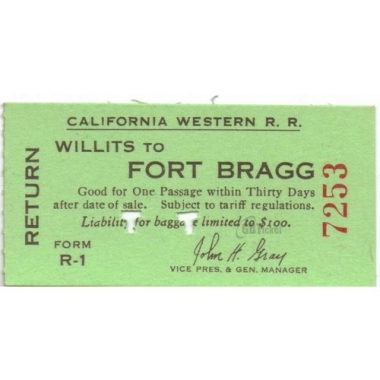 CALIFORNIA WESTERN R. R.
WILLITS TO
FORT BRAGG
Good for One Passage within Thirty Days
after date of sale. Subject to tariff regulations.
Liability for baggage limited to $100.
FORM
R-1
John H. Gray
VICE PRES. & GEN. MANAGER
RETURN
7253